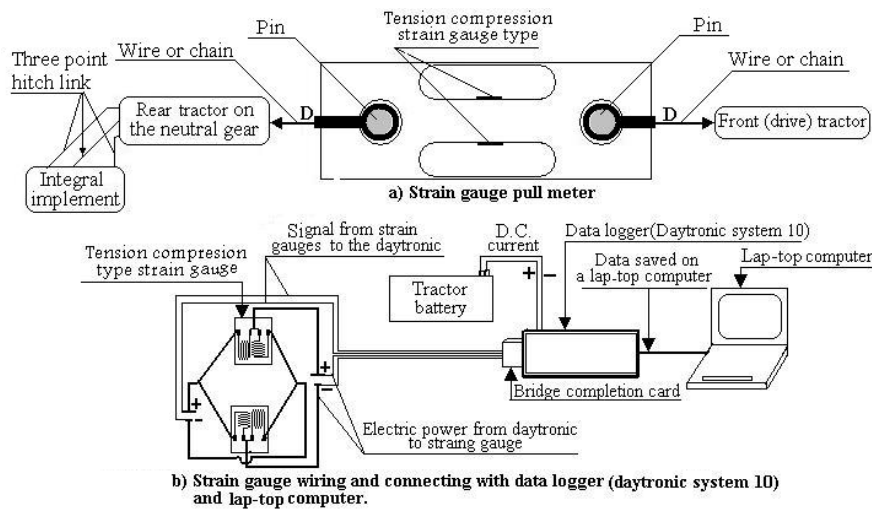 Tension compression
strain gauge type
Pin
Pin
Wire or chain
Wire or chain
Three point
hitch link
D
D
Rear tractor on
the neutral gear
Front (drive) tractor
Integral
implement
a) Strain gauge pull meter
Signal from strain
gauges to the daytronic
D.C.
current
Data logger(Daytronic system 10)
Tension compresion
type strain gauge
Data saved on
a lap-top computer
Lap-top computer
+ −
Tractor
battery
+
−
+
−
Bridge completion card
Electric power from daytronic
to straing gauge
b) Strain gauge wiring and connecting with data logger (daytronic system 10)
and lap-top computer.